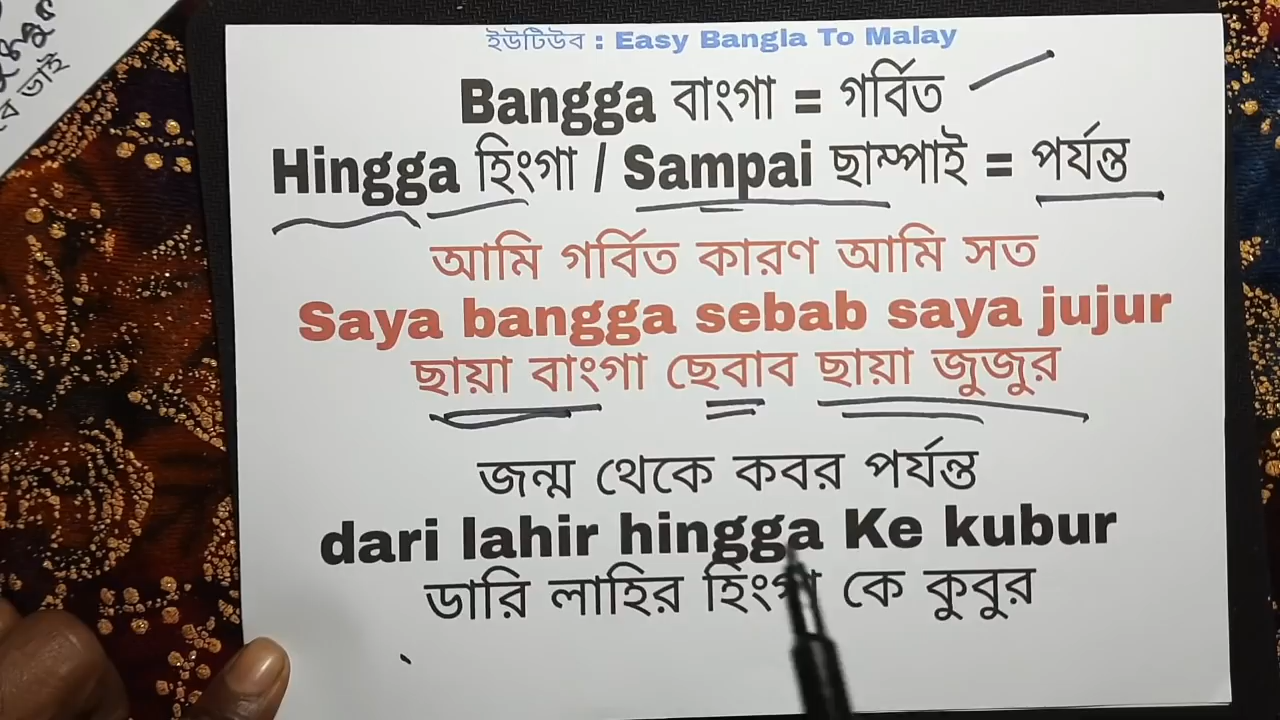 ইউটিউব : Easy Bangla To Malay
Bangga বাংগা = গর্বিত
Hingga হিংগা / Sampai ছাম্পাই = পর্যন্ত
আমি গর্বিত কারণ আমি সত
Saya bangga sebab saya jujur
ছায়া বাংগা ছেবাব ছায়া জুজুর
জন্ম থেকে কবর পর্যন্ত
dari lahir hingga Ke kubur
ডারি লাহির হিংগা কে কুবুর
ভাই